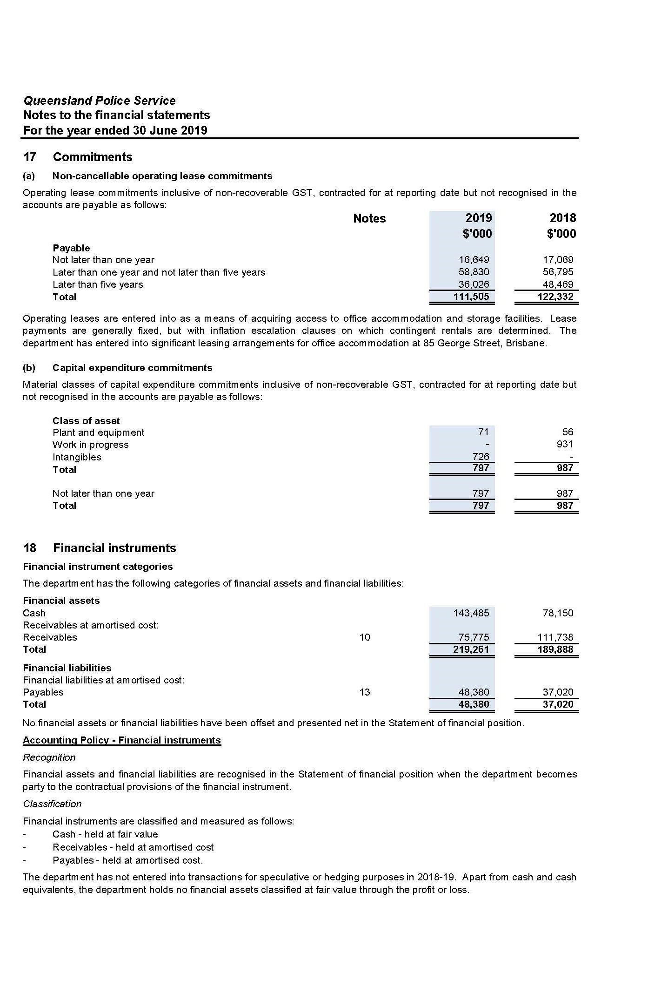 Queensland Police Service
Notes to the financial statements
For the year ended 30 June 2019
17 Commitments
(a) Non-cancellable operating lease commitments
Operating lease commitments inclusive of non-recoverable GST, contracted for at reporting date but not recognised in the
accounts are payable as follows:
Notes 2019 2018
$'000 $'000
Payable
Not later than one year 16,649 17,069
Later than one year and not later than five years 58,830 56,795
Later than five years 36,026 48,469
Total 111,505 122,332
Operating leases are entered into as a means of acquiring access to office accommodation and storage facilities. Lease
payments are generally fixed, but with inflation escalation clauses on which contingent rentals are determined. The
department has entered into significant leasing arrangements for office accommodation at 85 George Street, Brisbane.
(b) Capital expenditure commitments
Material classes of capital expenditure commitments inclusive of non-recoverable GST, contracted for at reporting date but
not recognised in the accounts are payable as follows:
Class of asset
Plant and equipment 71 56
Work in progress - 931
Intangibles 726 -
Total 797 987
Not later than one year 797 987
Total 797 987
18 Financial instruments
Financial instrument categories
The department has the following categories of financial assets and financial liabilities:
Financial assets
Cash 143,485 78,150
Receivables at amortised cost:
Receivables 10 75,775 111,738
Total 219,261 189,888
Financial liabilities
Financial liabilities at amortised cost:
Payables 13 48,380 37,020
Total 48,380 37,020
No financial assets or financial liabilities have been offset and presented net in the Statement of financial position.
Accounting Policy - Financial instruments
Recognition
Financial assets and financial liabilities are recognised in the Statement of financial position when the department becomes
party to the contractual provisions of the financial instrument.
Classification
Financial instruments are classified and measured as follows:
- Cash - held at fair value
- Receivables - held at amortised cost
- Payables - held at amortised cost.
The department has not entered into transactions for speculative or hedging purposes in 2018-19. Apart from cash and cash
equivalents, the department holds no financial assets classified at fair value through the profit or loss.